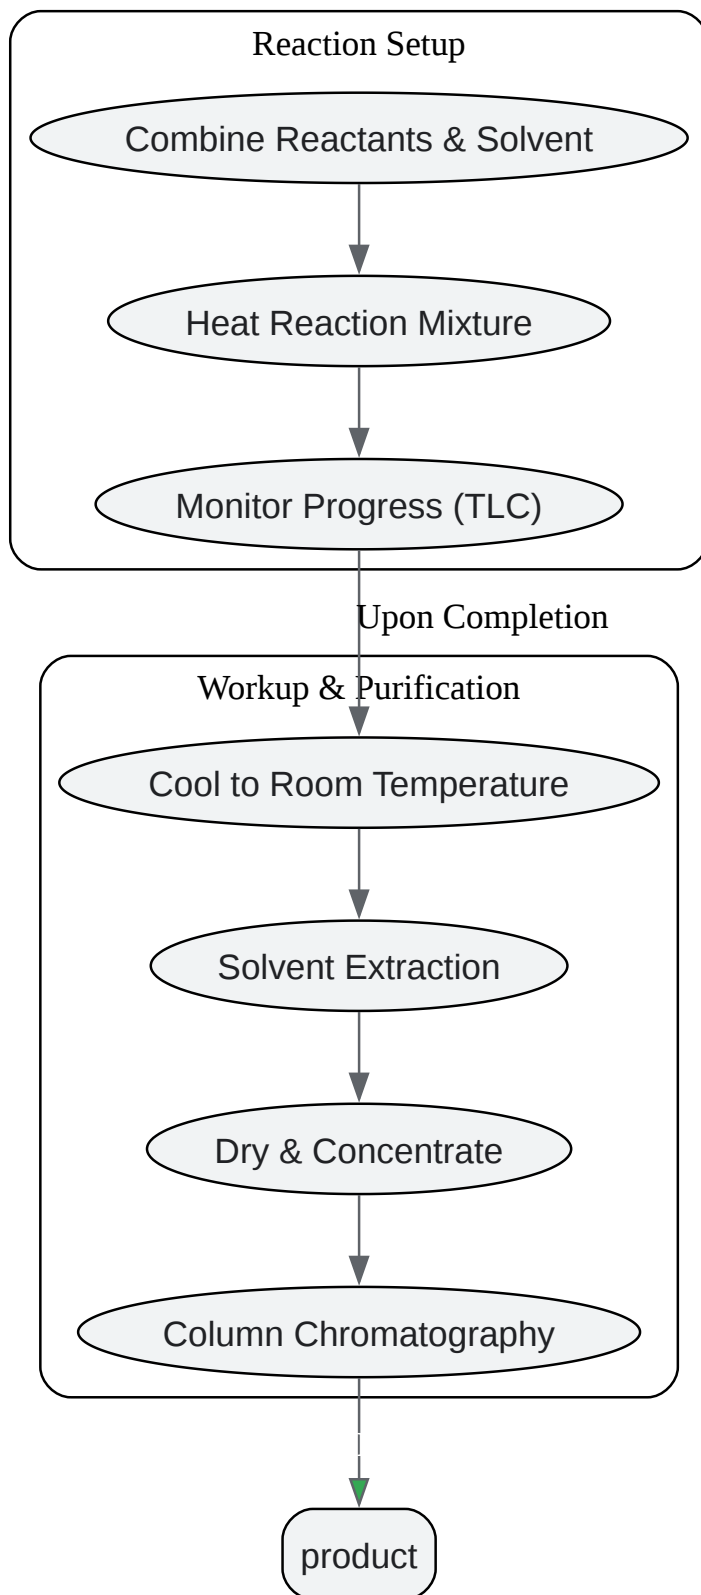 Reaction Setup
Combine Reactants & Solvent
Heat Reaction Mixture
Monitor Progress (TLC)
Upon Completion
Workup & Purification
Cool to Room Temperature
Solvent Extraction
Dry & Concentrate
Column Chromatography
product